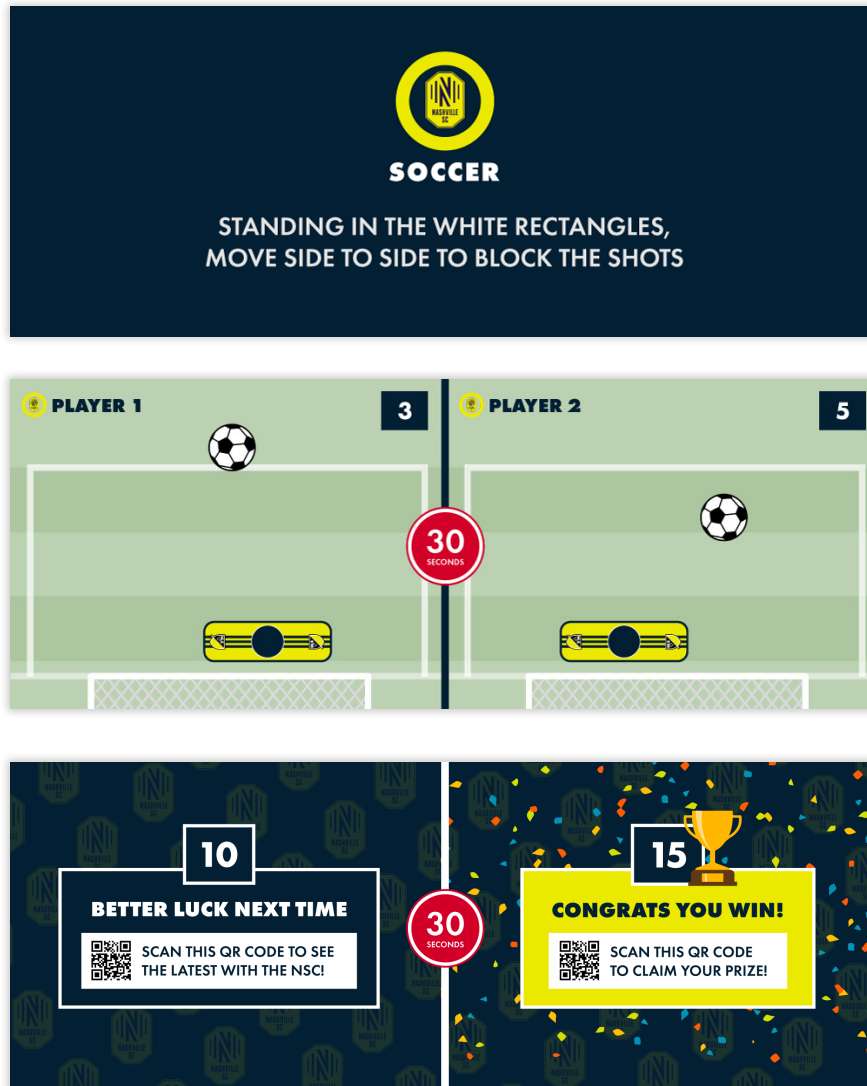 NASHVILLE
SC
SOCCER
STANDING IN THE WHITE RECTANGLES,
MOVE SIDE TO SIDE TO BLOCK THE SHOTS
PLAYER 1
3
PLAYER 2
5
30
SECONDS
10
BETTER LUCK NEXT TIME
SCAN THIS QR CODE TO SEE
THE LATEST WITH THE NSC!
30
SECONDS
15
CONGRATS YOU WIN!
SCAN THIS QR CODE
TO CLAIM YOUR PRIZE!